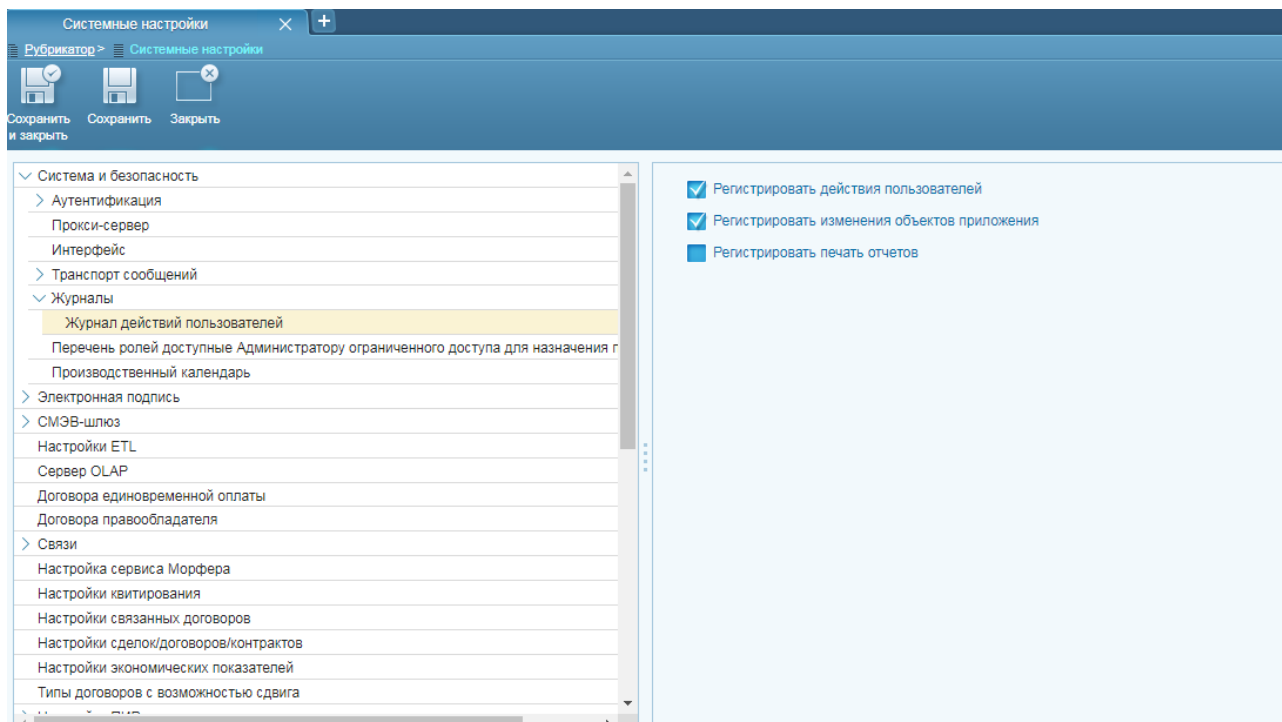 Системные настройки
Рубрикатор > Системные настройки
Сохранить и закрыть
Сохранить
Закрыть
Система и безопасность
Аутентификация
Прокси-сервер
Интерфейс
Транспорт сообщений
Журналы
Журнал действий пользователей
Перечень ролей доступные Администратору ограниченного доступа для назначения
Производственный календарь
Электронная подпись
СМЭВ-шлюз
Настройки ETL
Сервер OLAP
Договора единовременной оплаты
Договора правообладателя
Связи
Настройка сервиса Морфера
Настройки квитирования
Настройки связанных договоров
Настройки сделок/договоров/контрактов
Настройки экономических показателей
Типы договоров с возможностью сдвига
Регистрировать действия пользователей
Регистрировать изменения объектов приложения
Регистрировать печать отчетов